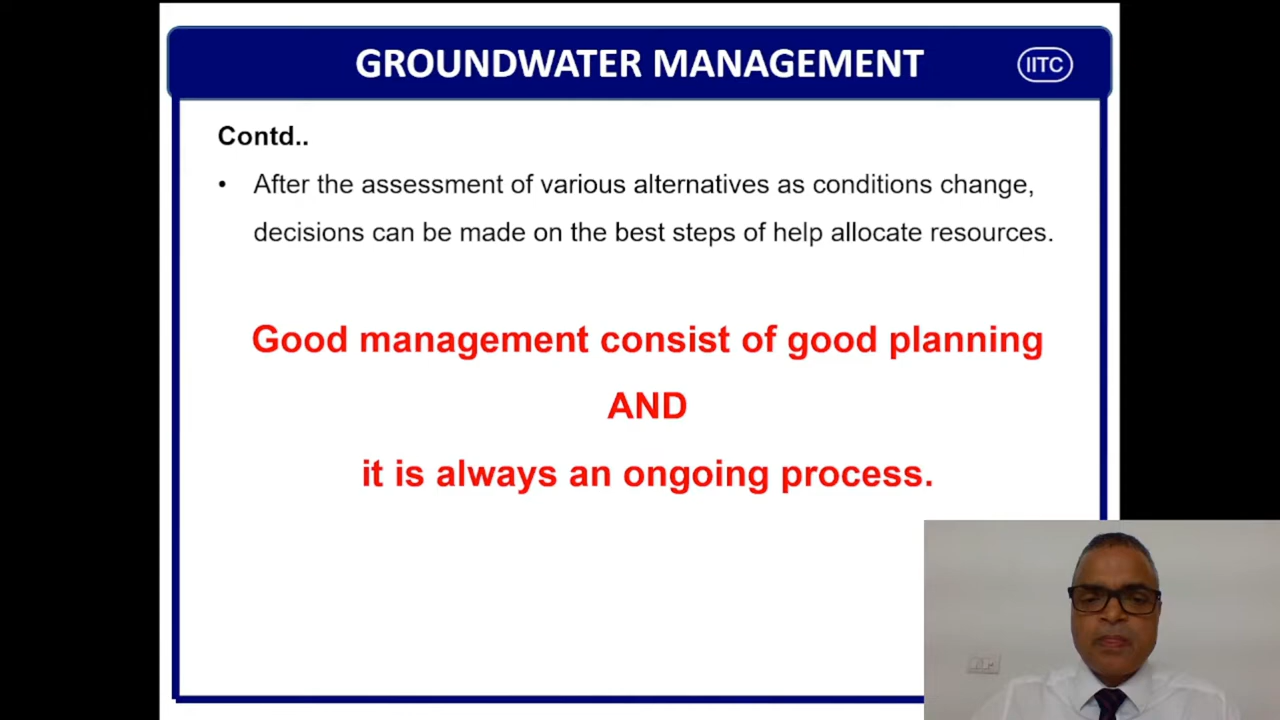 GROUNDWATER MANAGEMENT
IITC
Contd..
• After the assessment of various alternatives as conditions change,
decisions can be made on the best steps of help allocate resources.
Good management consist of good planning
AND
it is always an ongoing process.